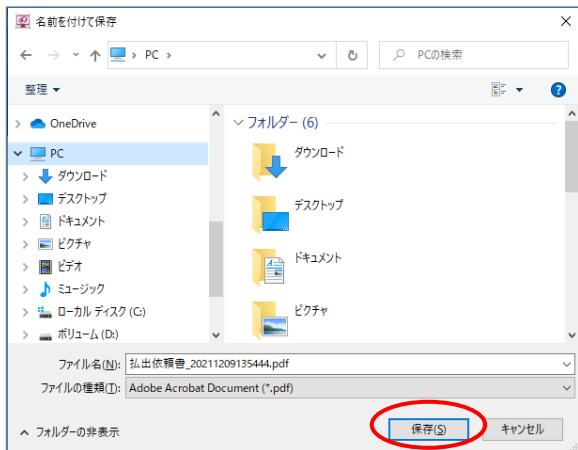 名前を付けて保存
PC
PCの検索
整理
OneDrive
PC
ダウンロード
デスクトップ
ドキュメント
ピクチャ
ビデオ
ミュージック
ローカル ディスク (C:)
ボリューム (D:)
フォルダー (6)
ダウンロード
デスクトップ
ドキュメント
ピクチャ
ファイル名(N): 払出依頼書_20211209135444.pdf
ファイルの種類(T): Adobe Acrobat Document (*.pdf)
フォルダーの非表示
保存(S)
キャンセル